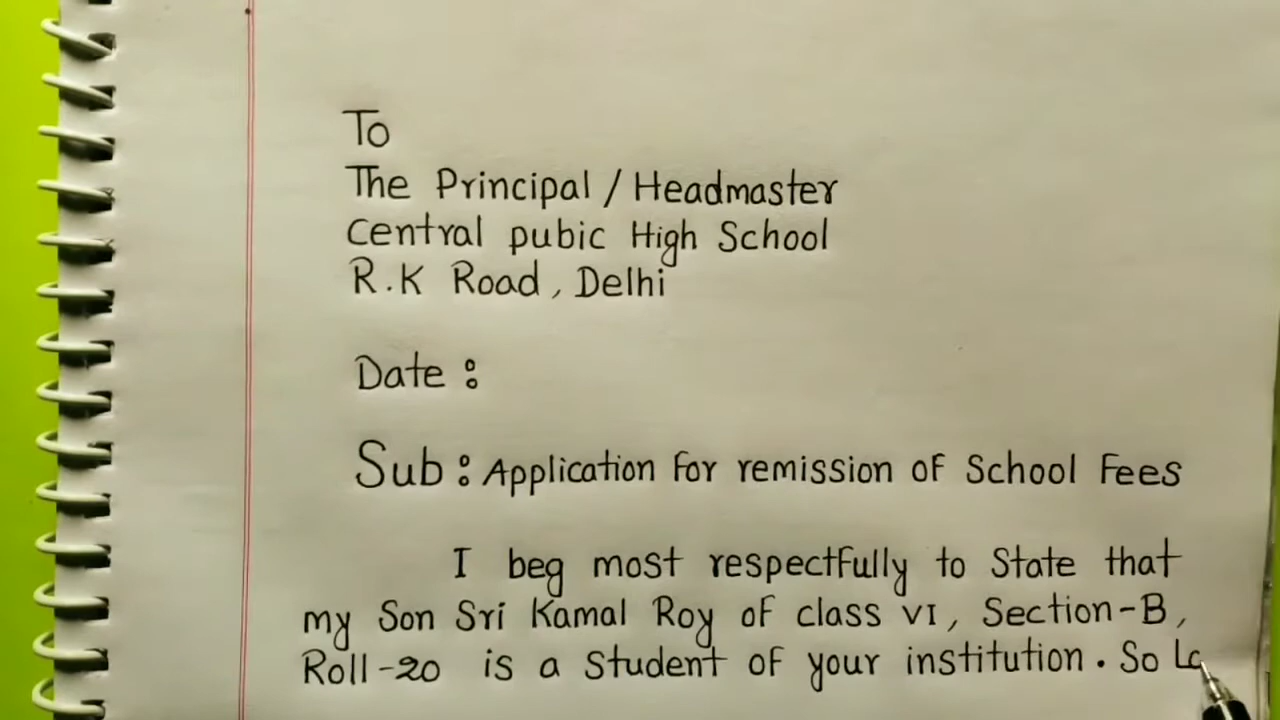 To
The Principal / Headmaster
Central pubic High School
R.K Road, Delhi
Date :
Sub : Application for remission of School Fees
I beg most respectfully to State that
my Son Sri Kamal Roy of class VI, Section-B,
Roll-20 is a Student of your institution. So